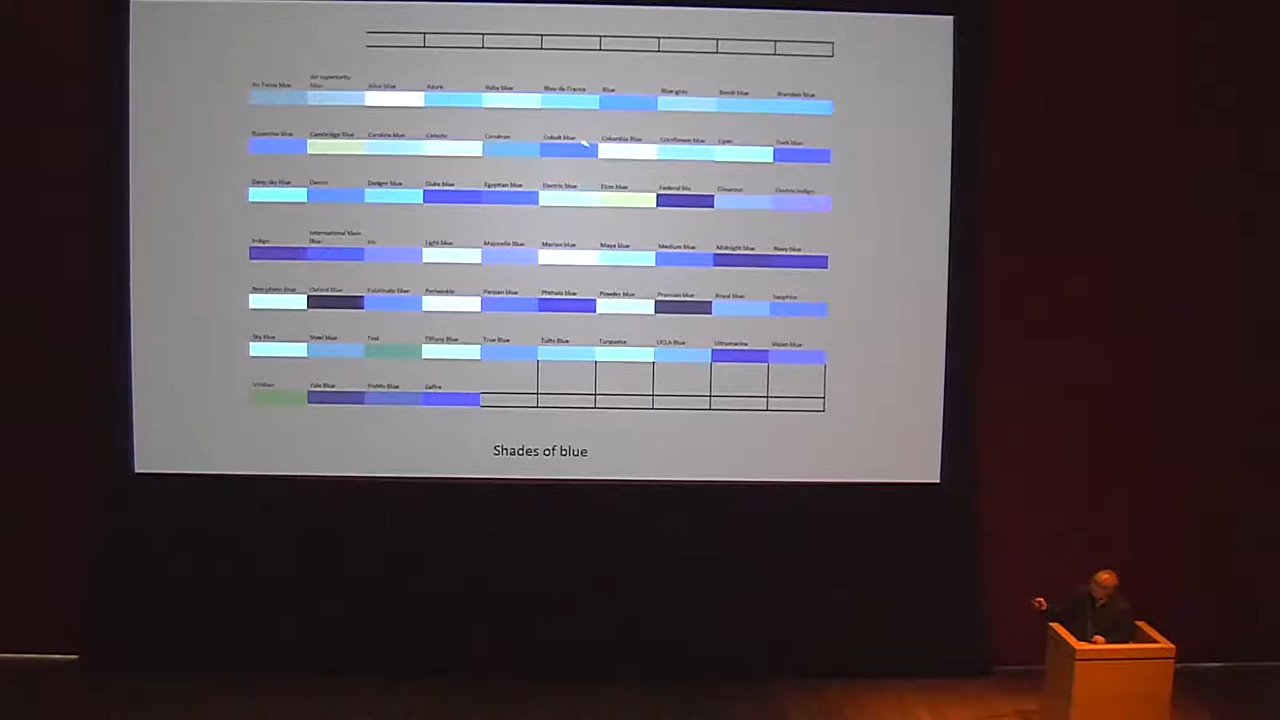 Air superiority
Air Force blue blue Alice blue Azure Baby blue Bleu de France Blue Blue-gray Bondi blue Brandeis blue
Byzantine blue Cambridge Blue Carolina blue Celeste Cerulean Cobalt blue Columbia Blue Cornflower blue Cyan Dark blue
Deep sky blue Denim Dodger blue Duke blue Egyptian blue Electric blue Eton blue Federal blu Glaucous Electric indigo
International Klein
Indigo Blue Iris Light blue Majorelle Blue Marian blue Maya blue Medium blue Midnight blue Navy blue
Non-photo blue Oxford Blue Palatinate blue Periwinkle Persian blue Phthalo blue Powder blue Prussian blue Royal blue Sapphire
Sky blue Steel blue Teal Tiffany Blue True Blue Tufts Blue Turquoise UCLA Blue Ultramarine Violet blue
Viridian Yale Blue Blue Zaffre
Shades of blue